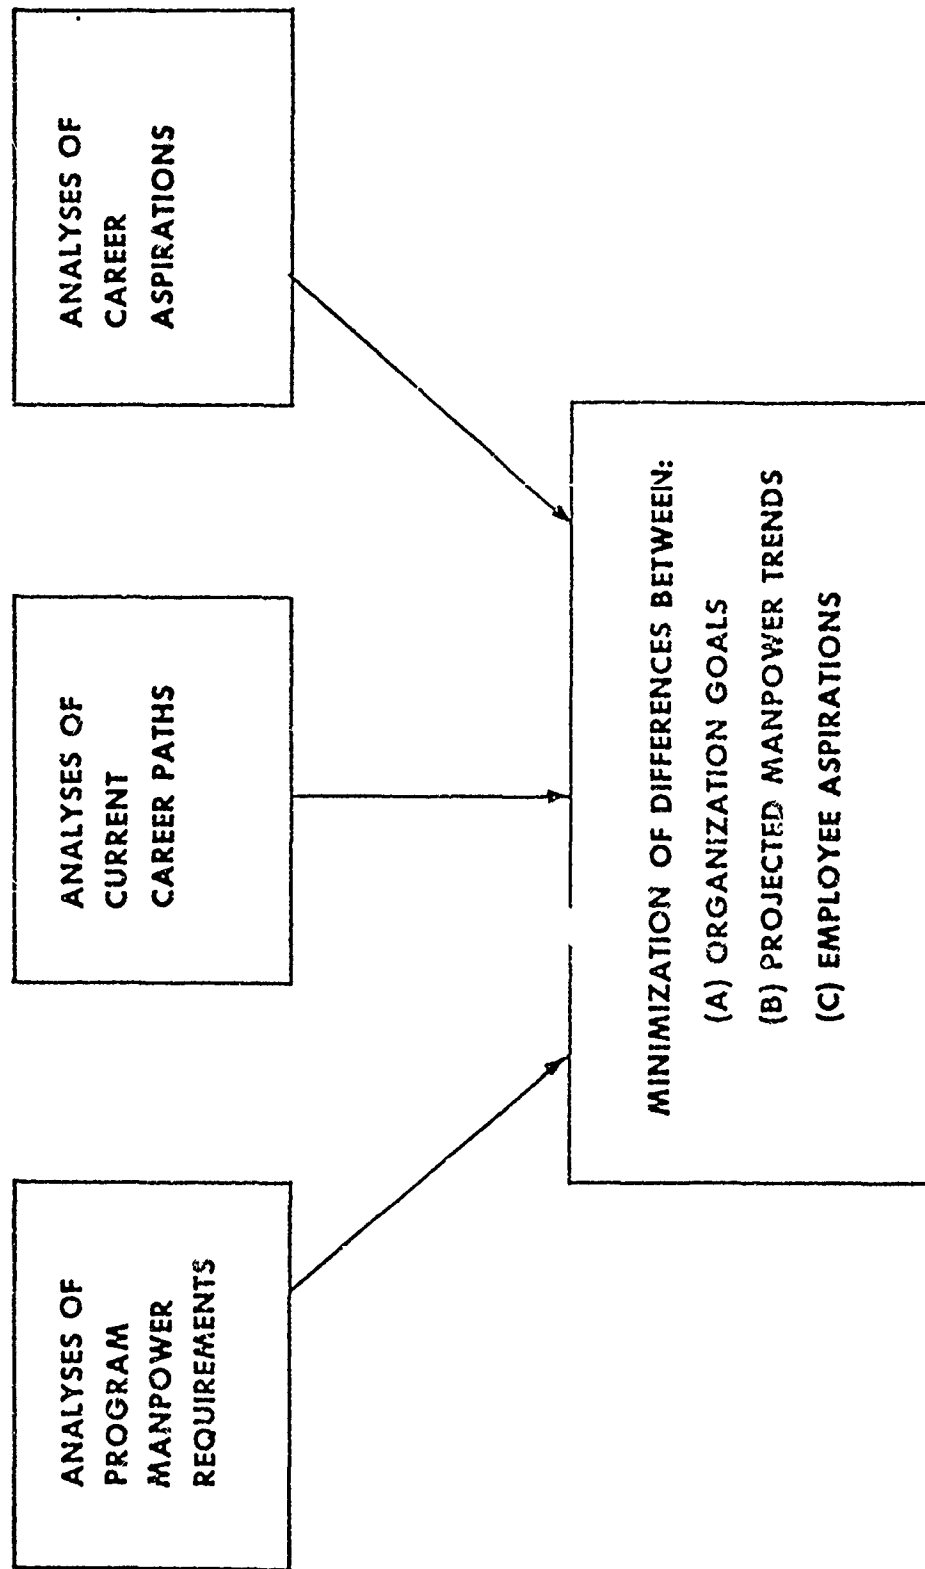 ANALYSES OF
PROGRAM
MANPOWER
REQUIREMENTS
ANALYSES OF
CURRENT
CAREER PATHS
ANALYSES OF
CAREER
ASPIRATIONS
MINIMIZATION OF DIFFERENCES BETWEEN:
(A) ORGANIZATION GOALS
(B) PROJECTED MANPOWER TRENDS
(C) EMPLOYEE ASPIRATIONS